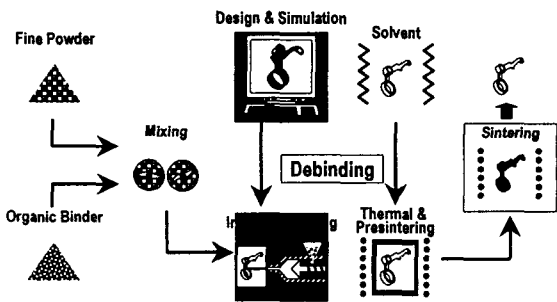 Design & Simulation
Fine Powder
Solvent
Mixing
Sintering
Debinding
Organic Binder
Thermal &
Presintering